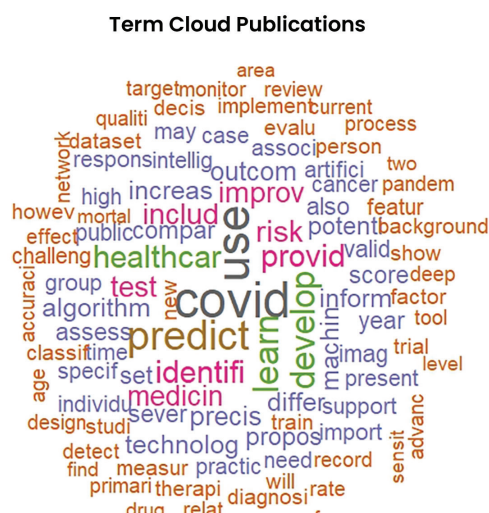 Term Cloud Publications
area
target monitor review
decis implement current
qualiti may case evalu process
network dataset associ person
respons intellig outcom artifici two
high increas improv cancer pandem
howev mortal includ also featur
effect public compar use risk potenti background
challeng healthcar provid valid show
group test new covid score deep
accuraci algorithm inform factor
assess predict learn develop machin year tool
classif time imag trial
age specif set identifi present level
individu medicin differ support
design studi sever precis train advanc
detect technolog propos import
find measur practic need record sensit
primari therapi will
diagnosi rate
drug relat